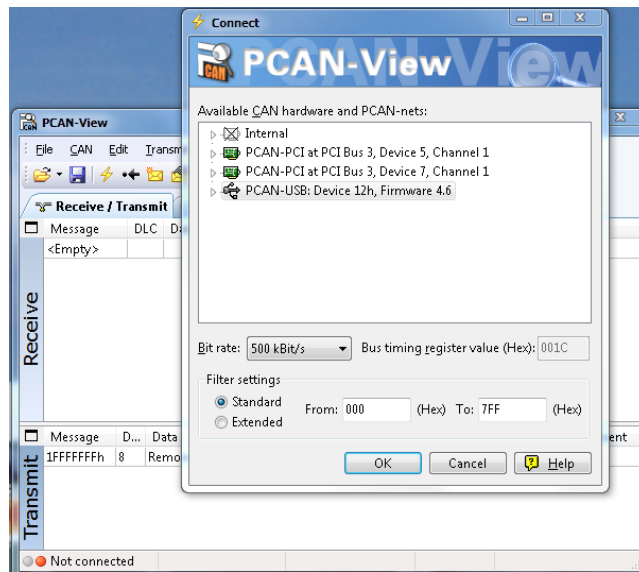 Connect
PCAN-View
Available CAN hardware and PCAN-nets:
Internal
PCAN-PCI at PCI Bus 3, Device 5, Channel 1
PCAN-PCI at PCI Bus 3, Device 7, Channel 1
PCAN-USB: Device 12h, Firmware 4.6
Bit rate: 500 kBit/s Bus timing register value (Hex): 001C
Filter settings
Standard
Extended
From: 000 (Hex) To: 7FF (Hex)
OK Cancel Help
PCAN-View
File CAN Edit
Receive / Transmit
Message DLC
<Empty>
Receive
Message D... Data
1FFFFFFFh 8
Transmit
Not connected